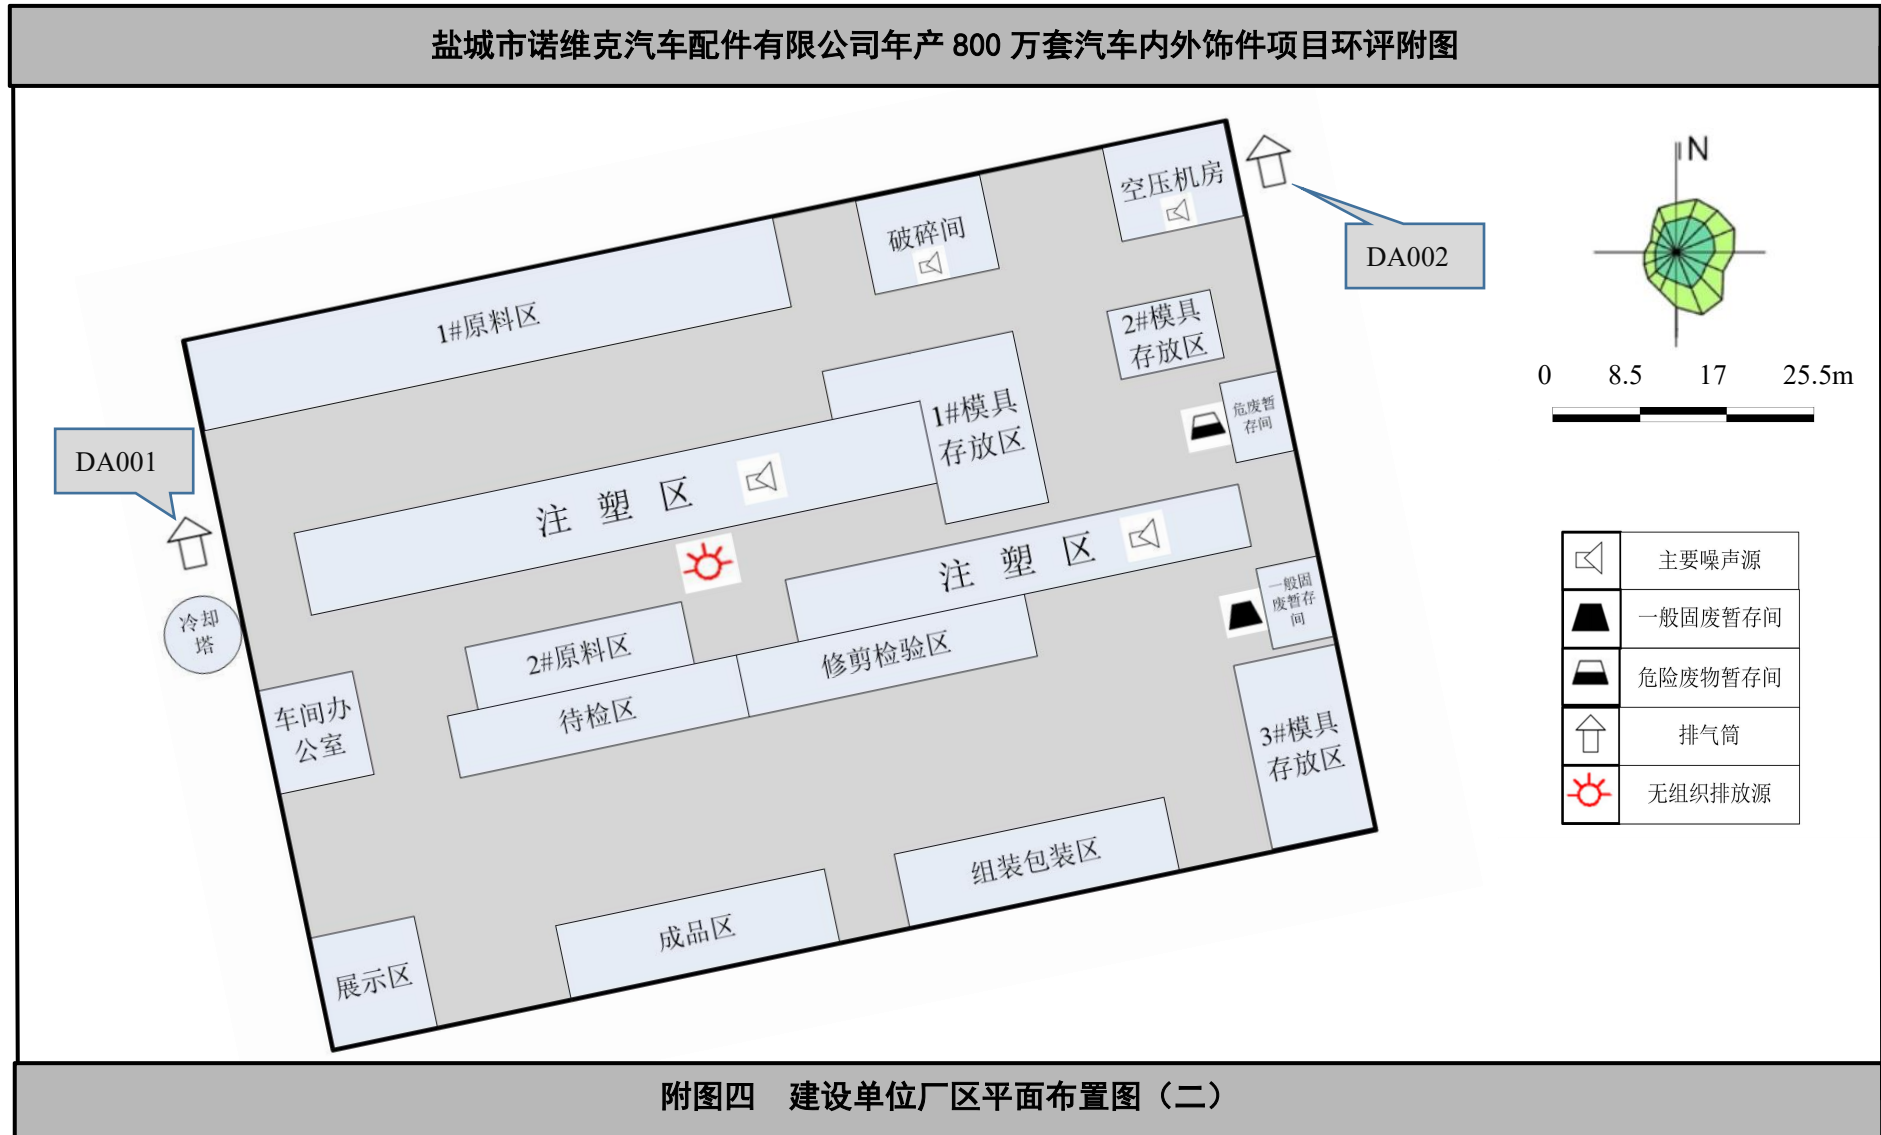 盐城市诺维克汽车配件有限公司年产 800 万套汽车内外饰件项目环评附图
空压机房
N
破碎间
DA002
1#原料区
2#模具
存放区
0 8.5 17 25.5m
危废暂
存间
1#模具
存放区
DA001
注 塑 区
注 塑 区
主要噪声源
一般固废暂存间
危险废物暂存间
排气筒
无组织排放源
一般固
废暂存
间
冷却
塔
2#原料区
修剪检验区
待检区
车间办
公室
3#模具
存放区
组装包装区
成品区
展示区
附图四 建设单位厂区平面布置图（二）